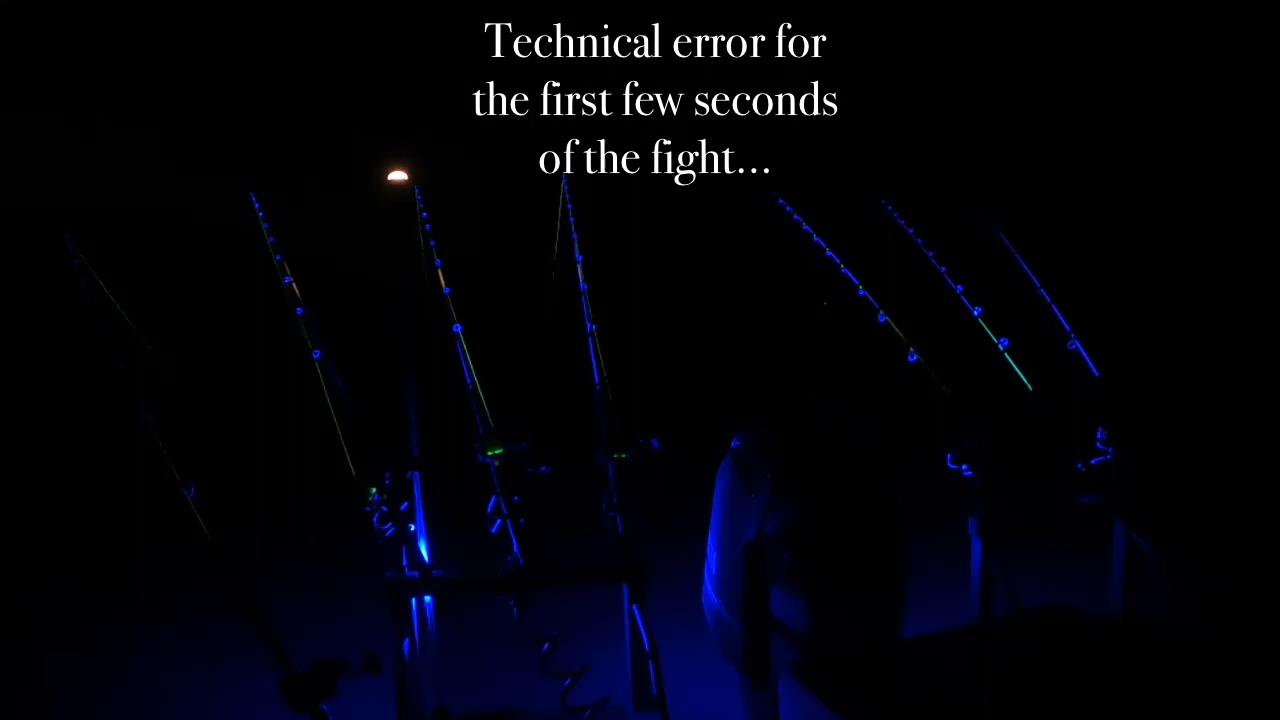 Technical error for
the first few seconds
of the fight...